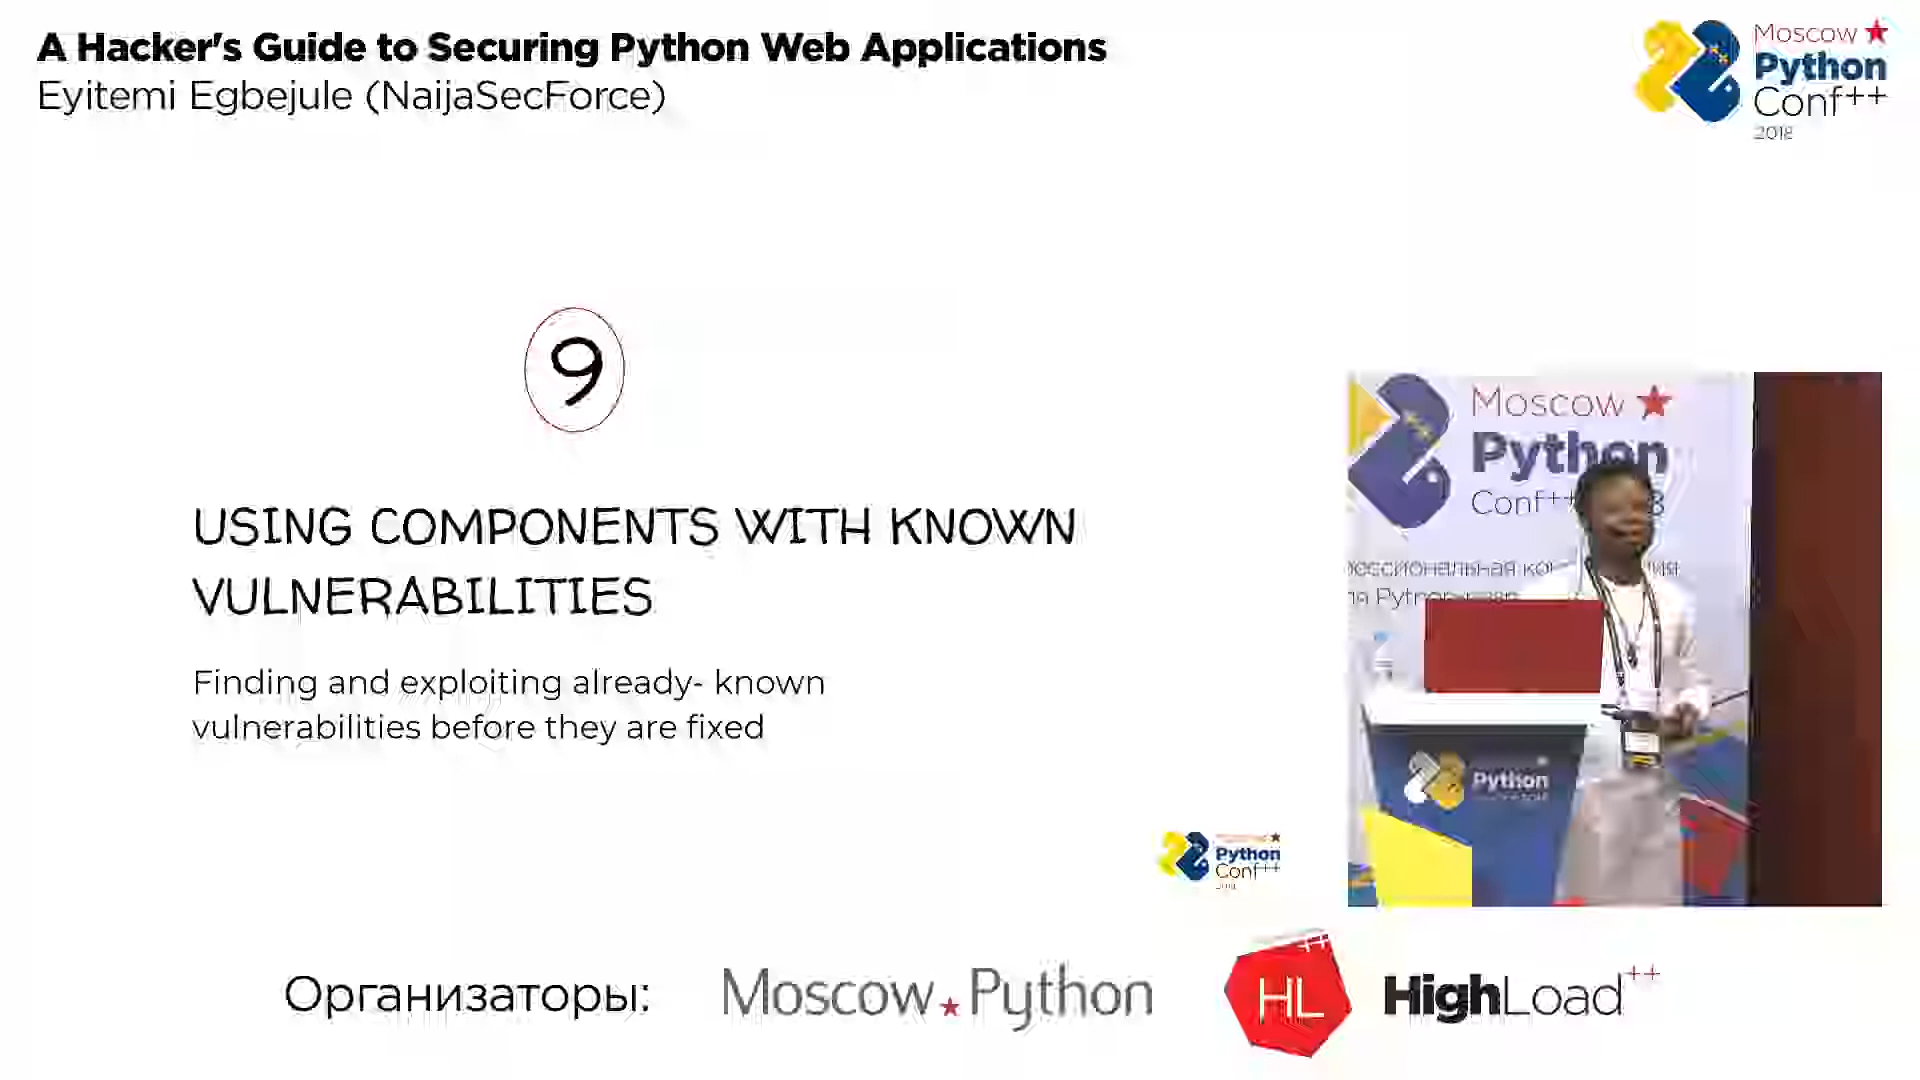 A Hacker's Guide to Securing Python Web Applications
Eyitemi Egbejule (NaijaSecForce)
Moscow
Python
Conf++
2018
9
USING COMPONENTS WITH KNOWN
VULNERABILITIES
Finding and exploiting already- known
vulnerabilities before they are fixed
Moscow
Python
Conf++
Python
Python
Conf++
Организаторы:
Moscow Python
HL ++
HighLoad++